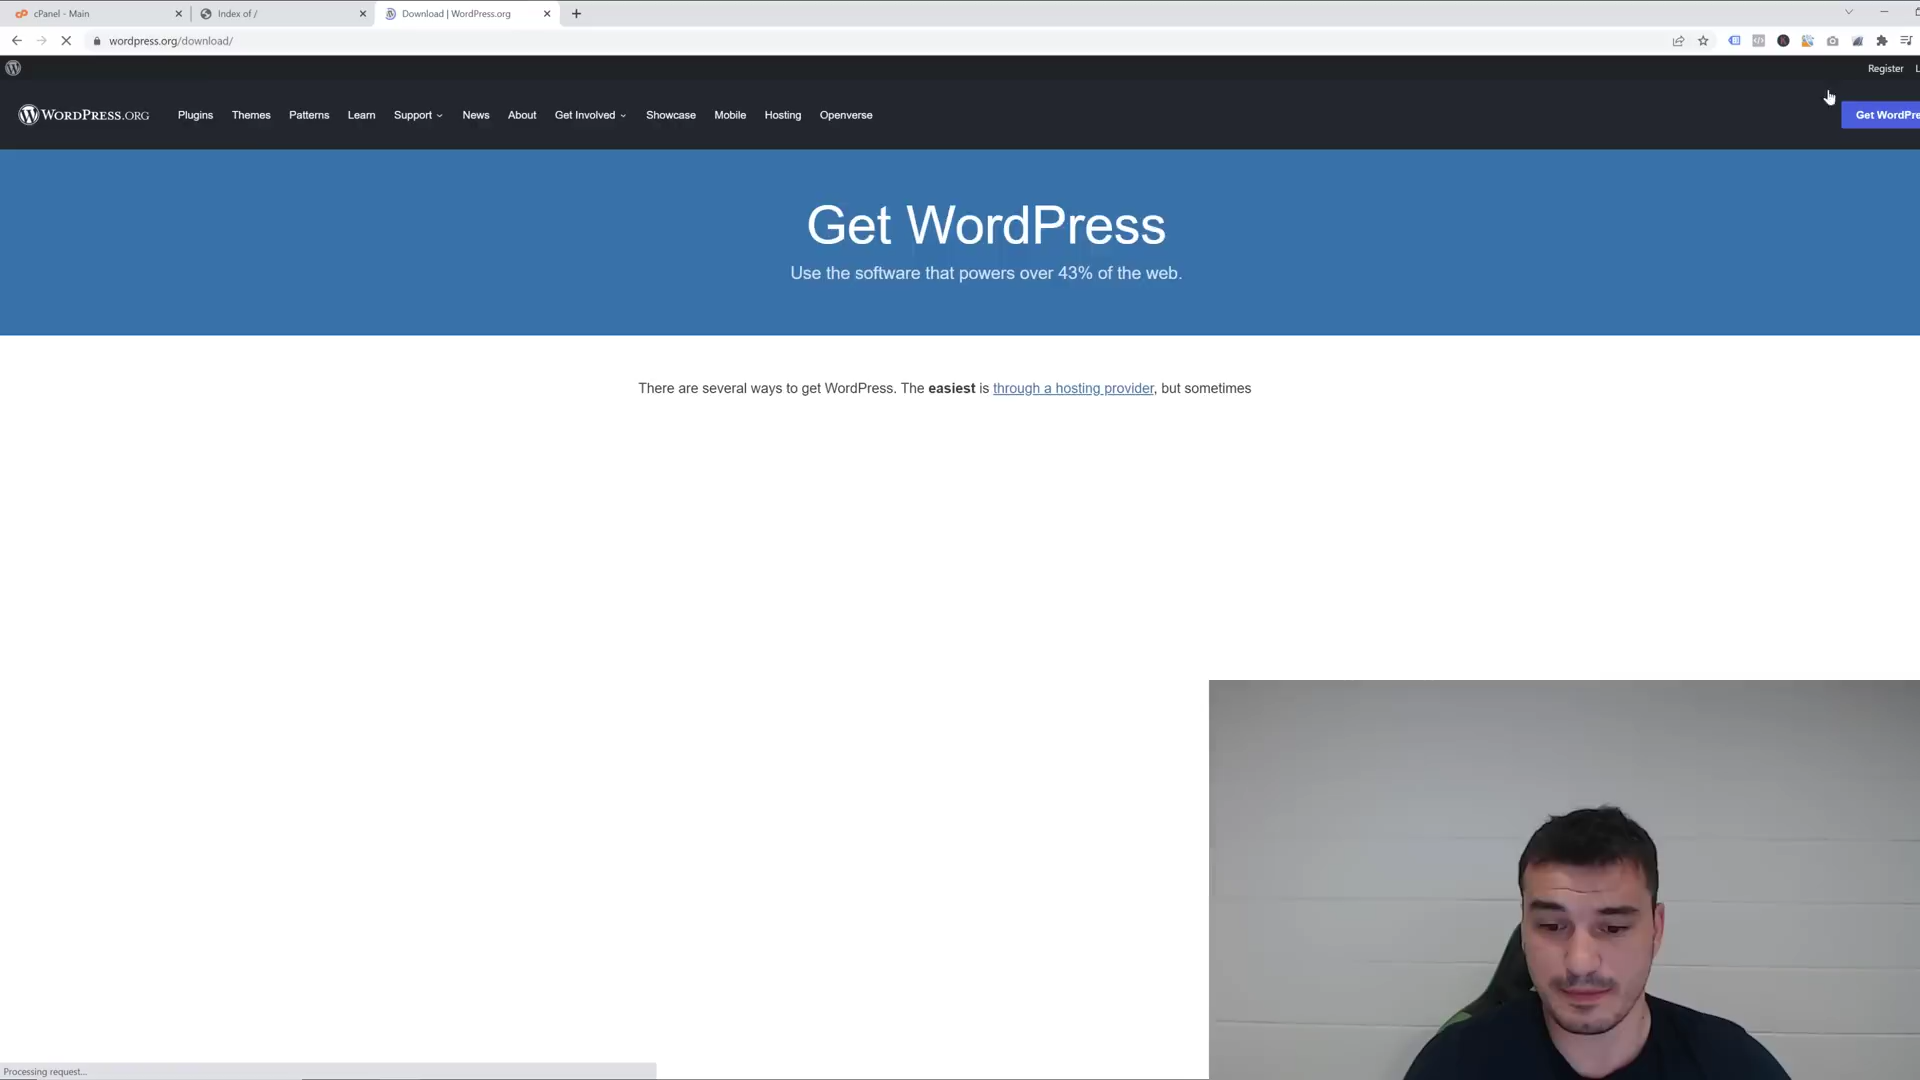 cPanel - Main
Index of /
Download | WordPress.org
wordpress.org/download/
Register
WORDPRESS.ORG
Plugins
Themes
Patterns
Learn
Support
News
About
Get Involved
Showcase
Mobile
Hosting
Openverse
Get WordPre
Get WordPress
Use the software that powers over 43% of the web.
There are several ways to get WordPress. The easiest is through a hosting provider, but sometimes
Processing request...